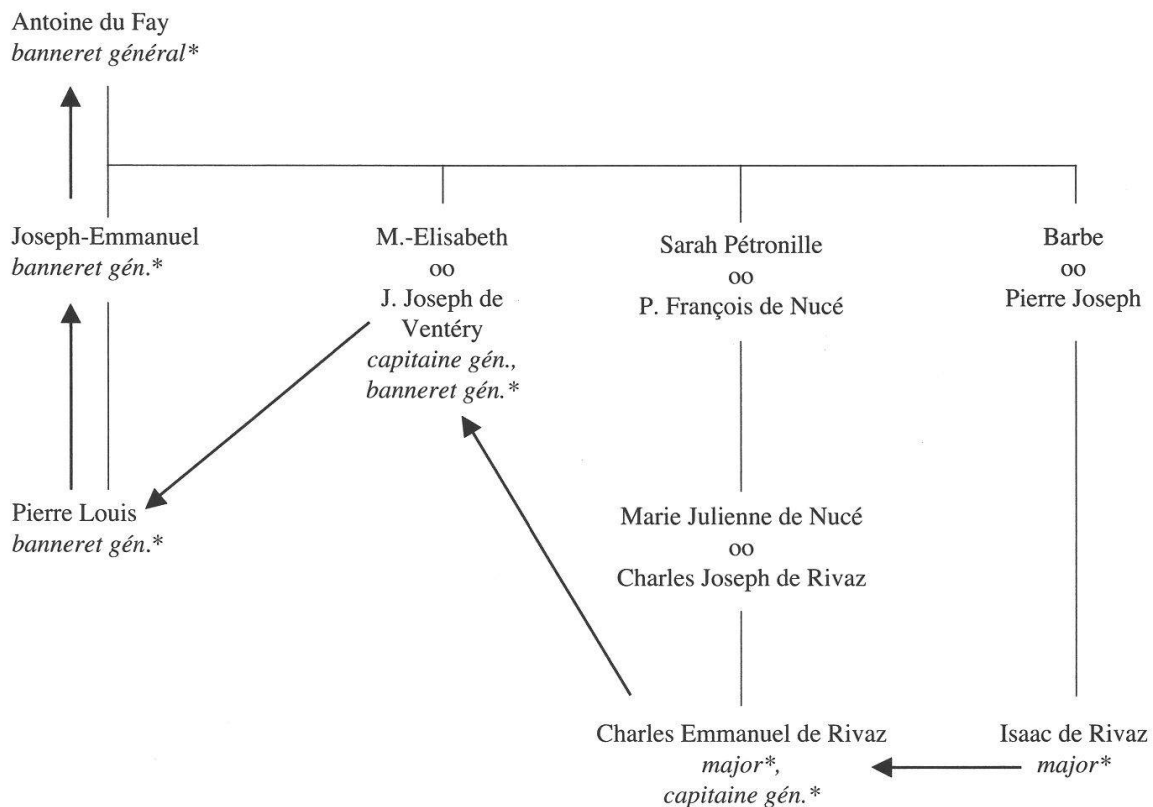 Antoine du Fay
banneret général*
Joseph-Emmanuel
banneret gén.*
M.-Elisabeth
oo
J. Joseph de
Ventéry
capitaine gén.,
banneret gén.*
Sarah Pétronille
oo
P. François de Nucé
Barbe
oo
Pierre Joseph
Pierre Louis
banneret gén.*
Marie Julienne de Nucé
oo
Charles Joseph de Rivaz
Charles Emmanuel de Rivaz
major*,
capitaine gén.*
Isaac de Rivaz
major*